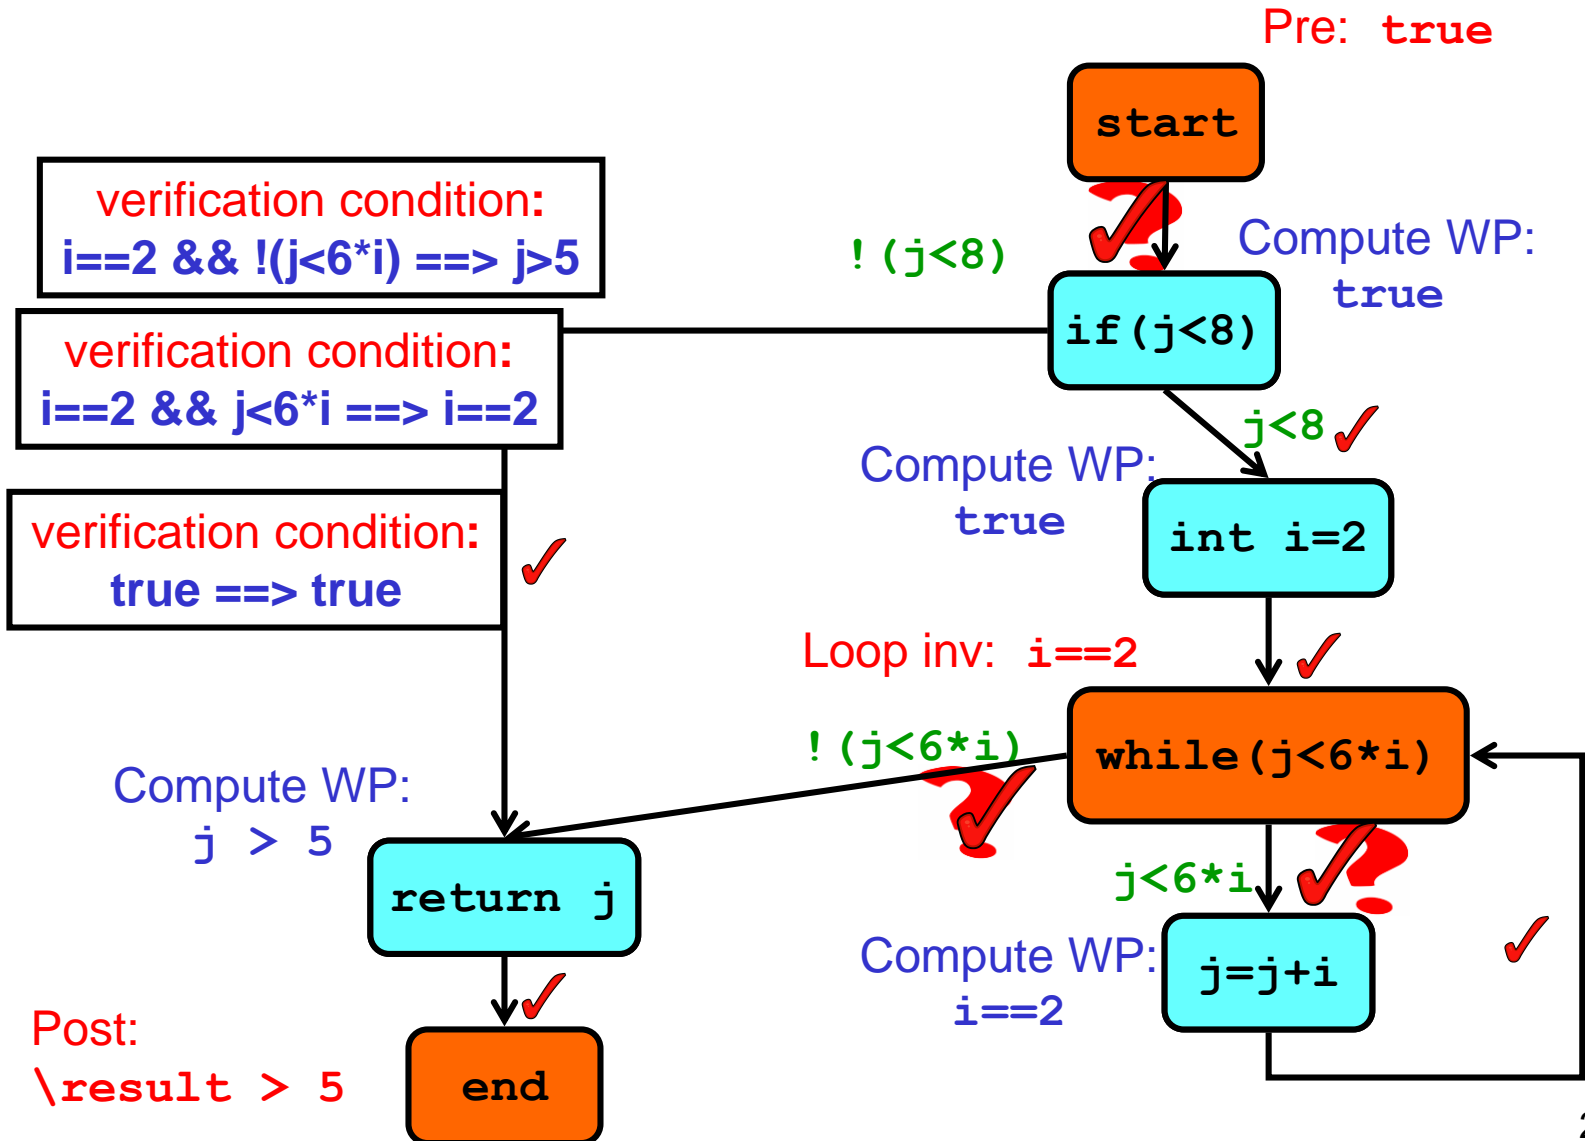 Pre: true
start
verification condition:
i==2 && !(j<6*i) ==> j>5
!(j<8)
Compute WP:
true
if(j<8)
verification condition:
i==2 && j<6*i ==> i==2
j<8
Compute WP:
true
int i=2
verification condition:
true ==> true
Loop inv: i==2
!(j<6*i)
while(j<6*i)
Compute WP:
j > 5
return j
j<6*i
Compute WP:
i==2
j=j+i
Post:
\result > 5
end